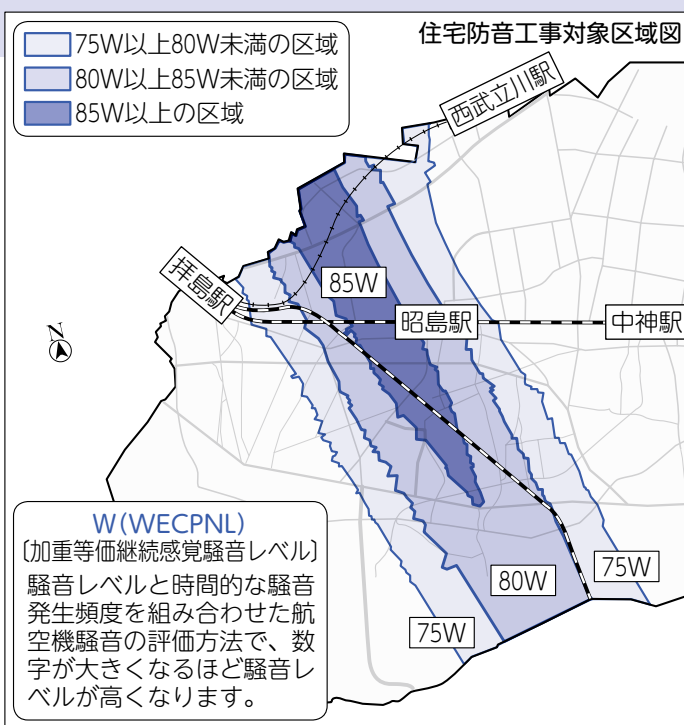 75W以上80W未満の区域
80W以上85W未満の区域
85W以上の区域
住宅防音工事対象区域図
西武立川駅
拝島駅
85W
昭島駅
中神駅
N
W(WECPNL)
〔加重等価継続感覚騒音レベル〕
騒音レベルと時間的な騒音
発生頻度を組み合わせた航
空機騒音の評価方法で、数
字が大きくなるほど騒音レ
ベルが高くなります。
75W
80W
75W